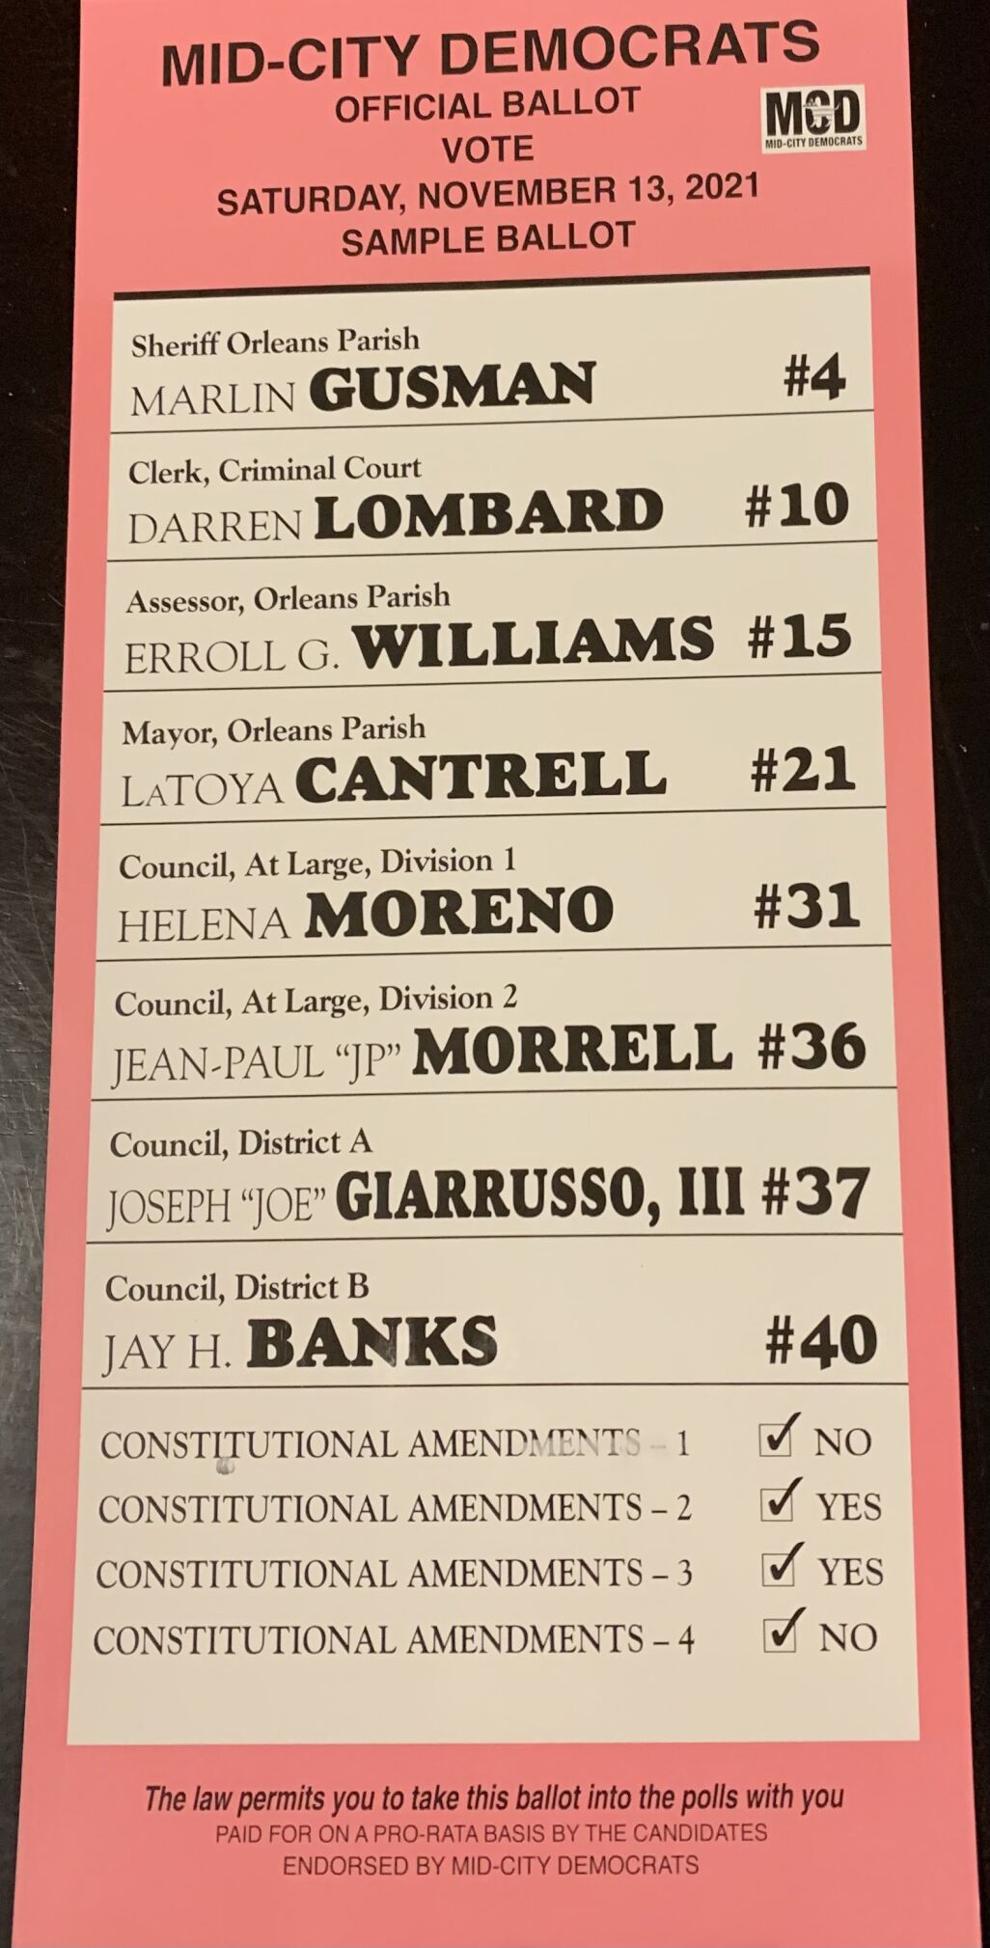 MID-CITY DEMOCRATS
OFFICIAL BALLOT
VOTE
SATURDAY, NOVEMBER 13, 2021
SAMPLE BALLOT
MCD
MID-CITY DEMOCRATS
Sheriff Orleans Parish
MARLIN GUSMAN #4
Clerk, Criminal Court
DARREN LOMBARD #10
Assessor, Orleans Parish
ERROLL G. WILLIAMS #15
Mayor, Orleans Parish
LATOYA CANTRELL #21
Council, At Large, Division 1
HELENA MORENO #31
Council, At Large, Division 2
JEAN-PAUL “JP” MORRELL #36
Council, District A
JOSEPH “JOE” GIARRUSSO, III #37
Council, District B
JAY H. BANKS #40
CONSTITUTIONAL AMENDMENTS – 1 ☑ NO
CONSTITUTIONAL AMENDMENTS – 2 ☑ YES
CONSTITUTIONAL AMENDMENTS – 3 ☑ YES
CONSTITUTIONAL AMENDMENTS – 4 ☑ NO
The law permits you to take this ballot into the polls with you
PAID FOR ON A PRO-RATA BASIS BY THE CANDIDATES
ENDORSED BY MID-CITY DEMOCRATS